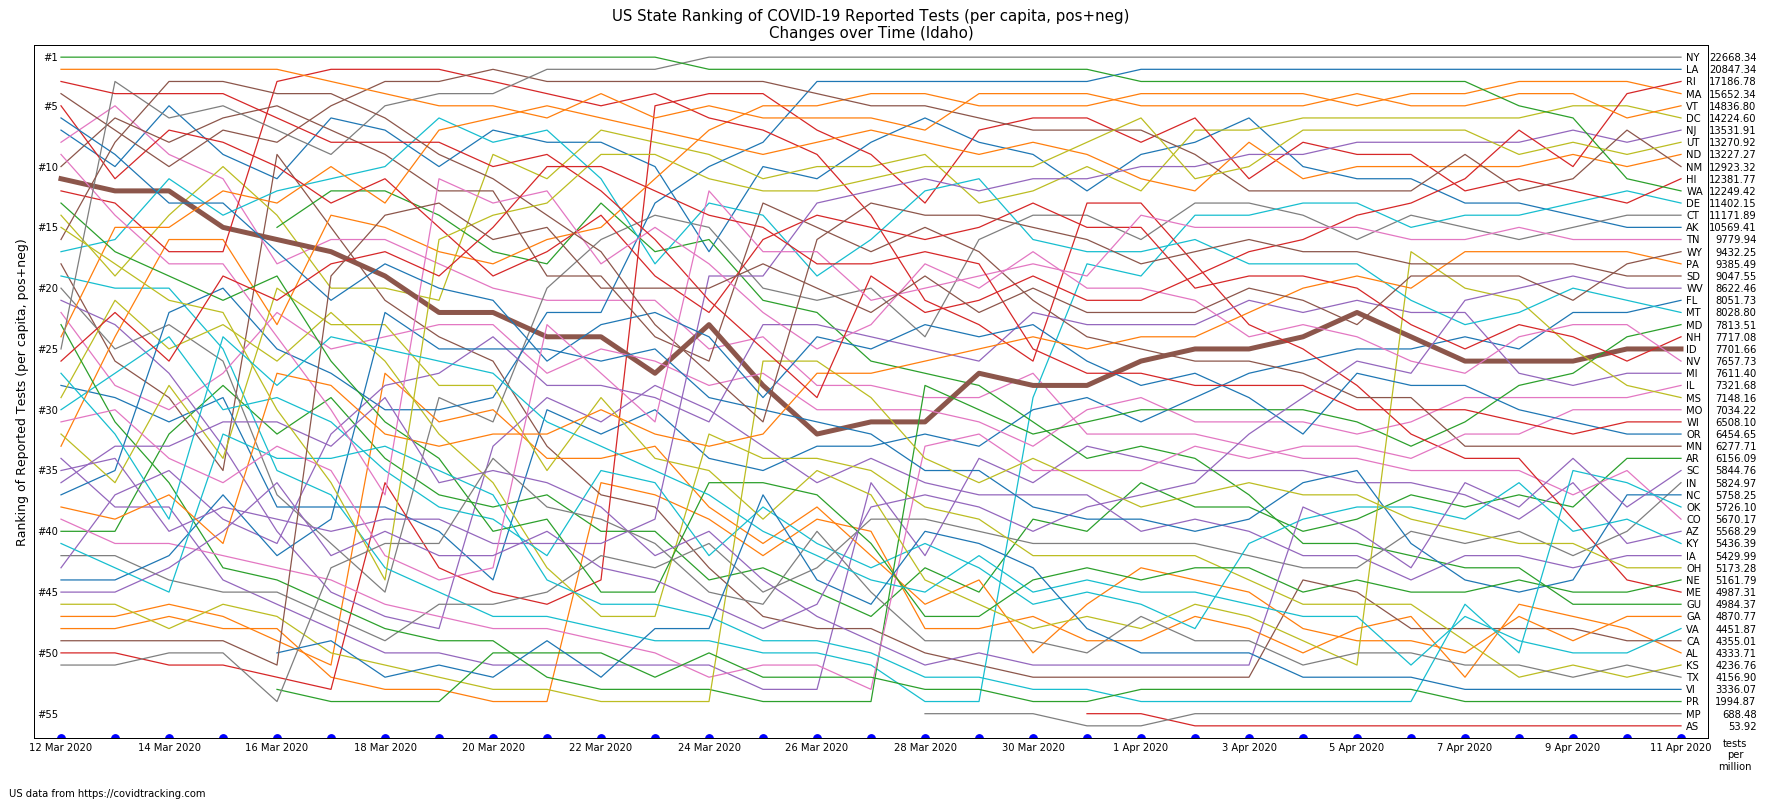 US State Ranking of COVID-19 Reported Tests (per capita, pos+neg)
Changes over Time (Idaho)
Ranking of Reported Tests (per capita, pos+neg)
#1
#5
#10
#15
#20
#25
#30
#35
#40
#45
#50
#55
NY 22668.34
LA 20847.34
RI 17186.78
MA 15652.34
VT 14836.80
DC 14224.60
NJ 13531.91
UT 13270.92
ND 13227.27
NM 12923.32
HI 12381.77
WA 12249.42
DE 11402.15
CT 11171.89
AK 10569.41
TN 9779.94
WY 9432.25
PA 9385.49
SD 9047.55
WV 8622.46
FL 8051.73
MT 8028.80
MD 7813.51
NH 7717.08
ID 7701.66
NV 7657.73
MI 7611.40
IL 7321.68
MS 7148.16
MO 7034.22
WI 6508.10
OR 6454.65
MN 6277.71
AR 6156.09
SC 5844.76
IN 5824.97
NC 5758.25
OK 5726.10
CO 5670.17
AZ 5568.29
KY 5436.39
IA 5429.99
OH 5173.28
NE 5161.79
ME 4987.31
GU 4984.37
GA 4870.77
VA 4451.87
CA 4355.01
AL 4333.71
KS 4236.76
TX 4156.90
VI 3336.07
PR 1994.87
MP 688.48
AS 53.92
12 Mar 2020 14 Mar 2020 16 Mar 2020 18 Mar 2020 20 Mar 2020 22 Mar 2020 24 Mar 2020 26 Mar 2020 28 Mar 2020 30 Mar 2020 1 Apr 2020 3 Apr 2020 5 Apr 2020 7 Apr 2020 9 Apr 2020 11 Apr 2020
tests
per
million
US data from https://covidtracking.com